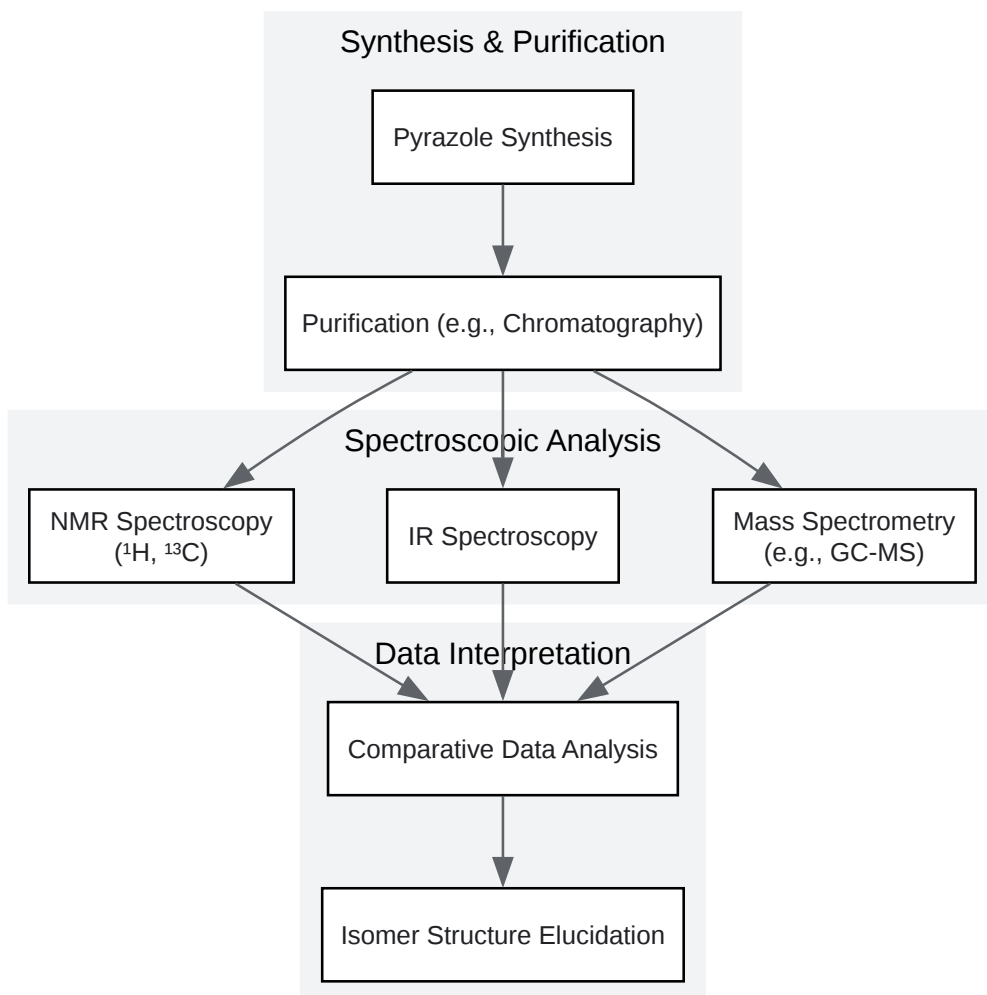 Synthesis & Purification
Pyrazole Synthesis
Purification (e.g., Chromatography)
Spectroscopic Analysis
NMR Spectroscopy
(¹H, ¹³C)
IR Spectroscopy
Mass Spectrometry
(e.g., GC-MS)
Data Interpretation
Comparative Data Analysis
Isomer Structure Elucidation